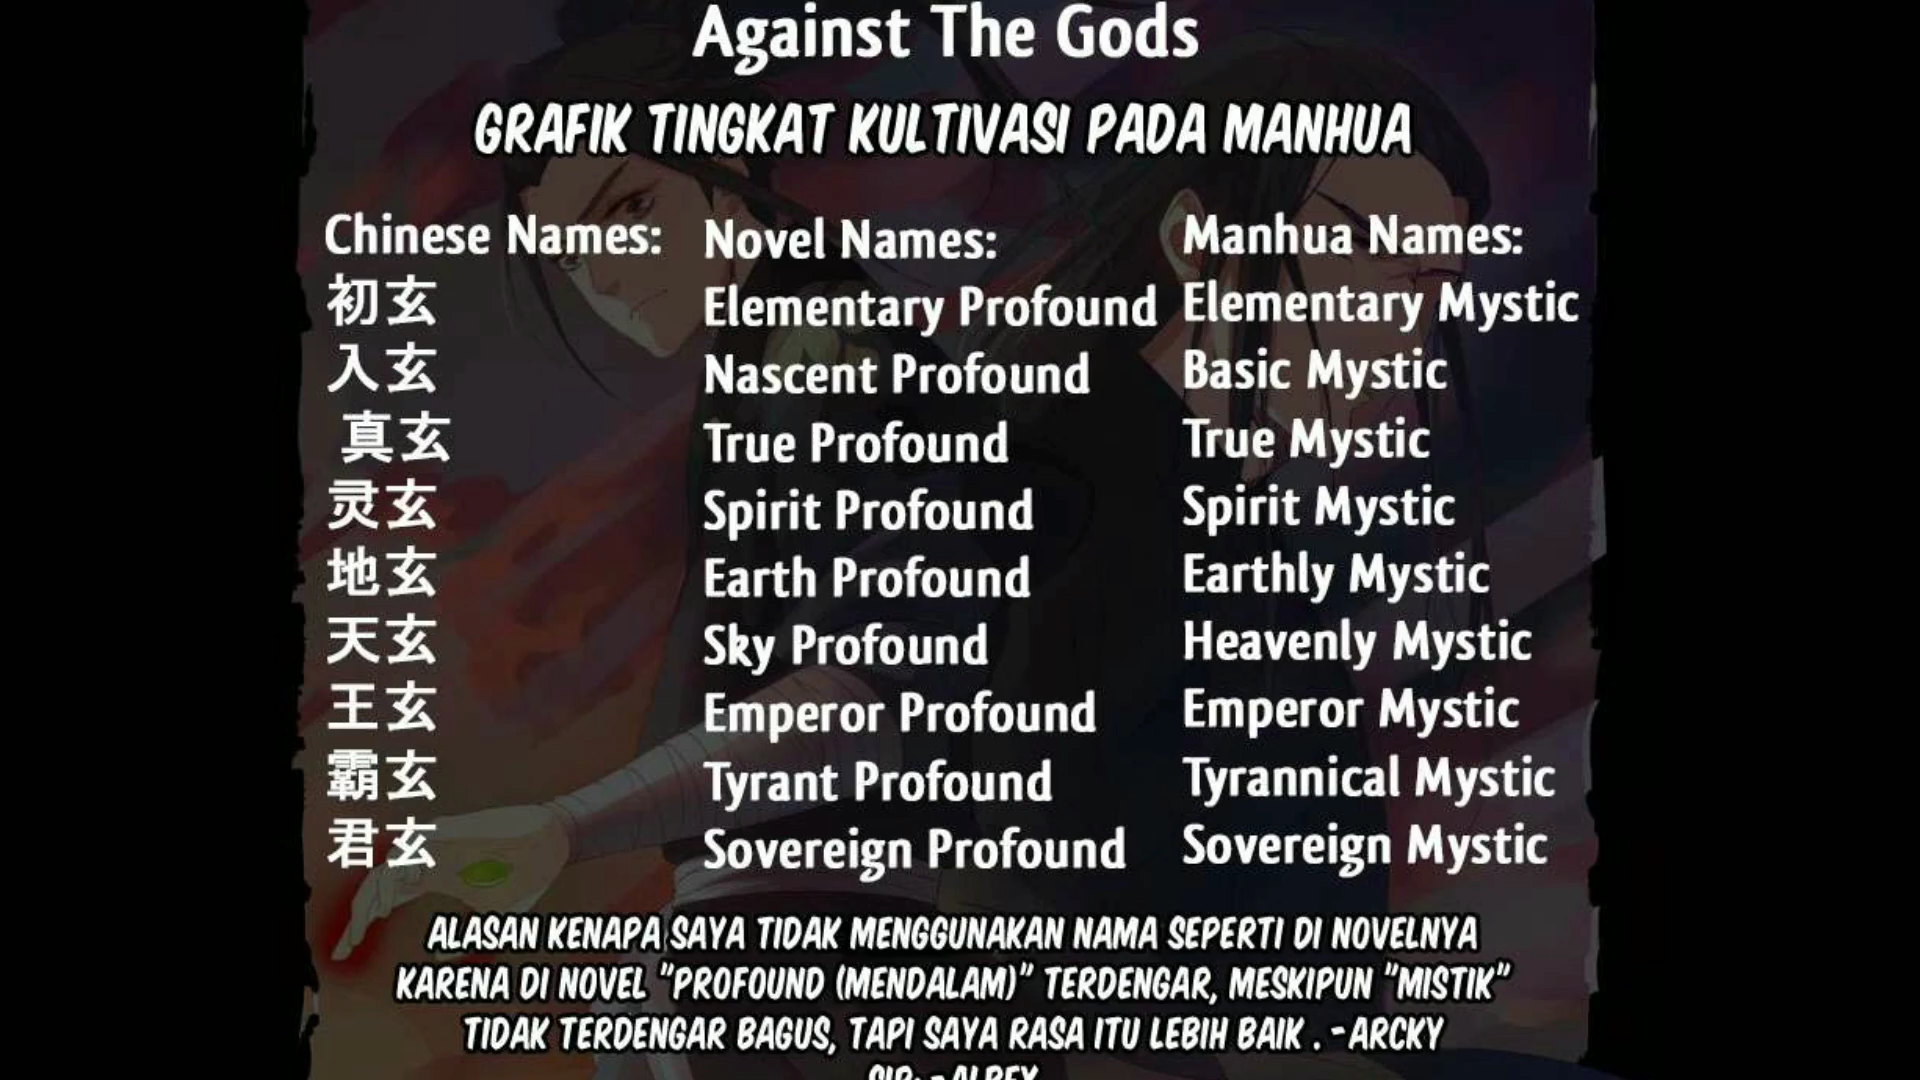 Against The Gods
GRAFIK TINGKAT KULTIVASI PADA MANHUA
Chinese Names: Novel Names: Manhua Names:
初玄 Elementary Profound Elementary Mystic
入玄 Nascent Profound Basic Mystic
真玄 True Profound True Mystic
灵玄 Spirit Profound Spirit Mystic
地玄 Earth Profound Earthly Mystic
天玄 Sky Profound Heavenly Mystic
王玄 Emperor Profound Emperor Mystic
霸玄 Tyrant Profound Tyrannical Mystic
君玄 Sovereign Profound Sovereign Mystic
ALASAN KENAPA SAYA TIDAK MENGGUNAKAN NAMA SEPERTI DI NOVELNYA
KARENA DI NOVEL "PROFOUND (MENDALAM)" TERDENGAR, MESKIPUN "MISTIK"
TIDAK TERDENGAR BAGUS, TAPI SAYA RASA ITU LEBIH BAIK . -ARCKY